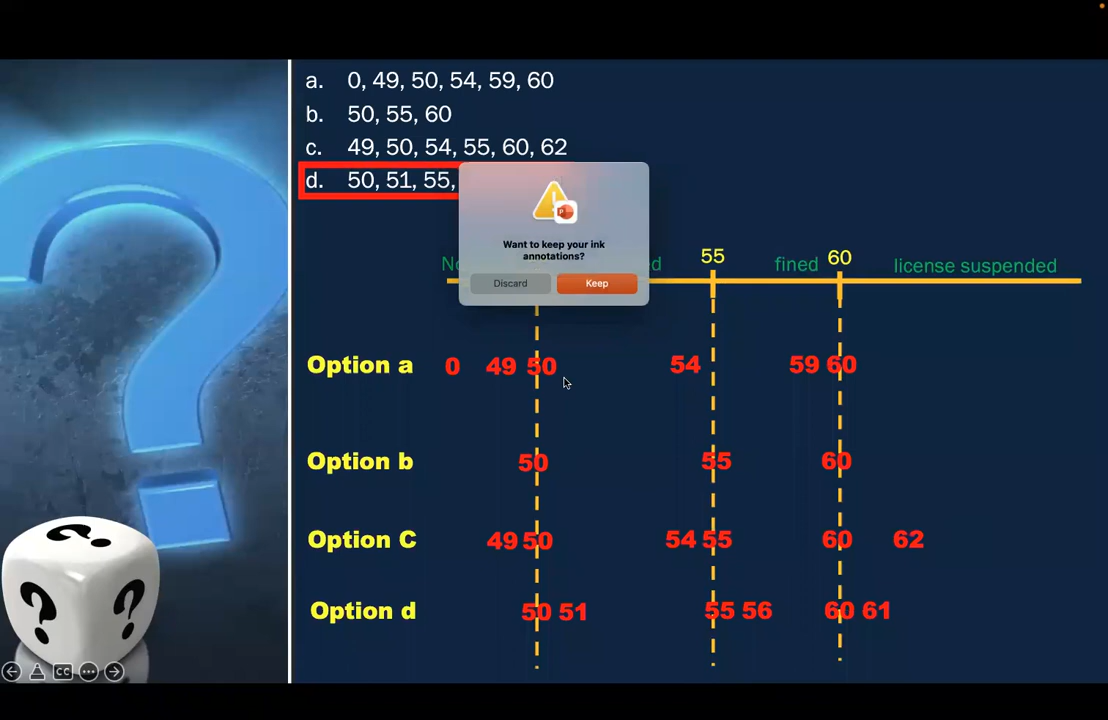 a. 0, 49, 50, 54, 59, 60
b. 50, 55, 60
c. 49, 50, 54, 55, 60, 62
d. 50, 51, 55,
Want to keep your ink
annotations?
Discard Keep
55 fined 60 license suspended
Option a 0 49 50 54 59 60
Option b 50 55 60
Option C 49 50 54 55 60 62
Option d 50 51 55 56 60 61
CC